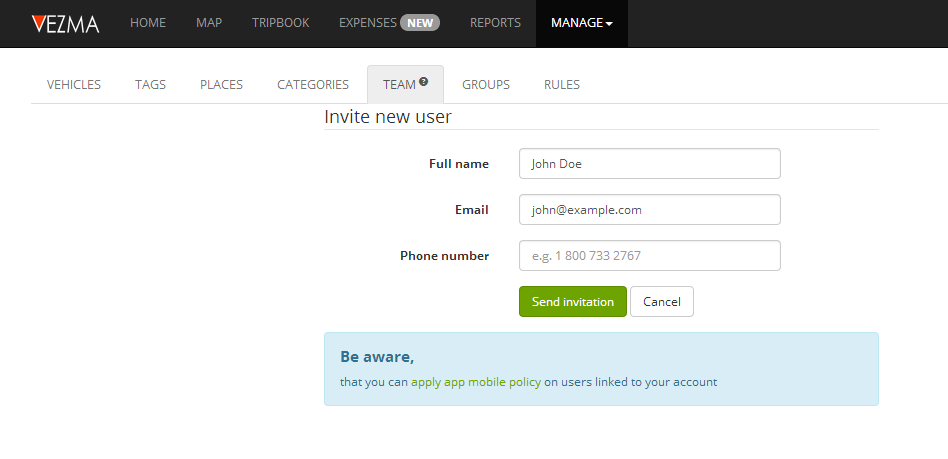 VEZMA HOME MAP TRIPBOOK EXPENSES NEW REPORTS MANAGE
VEHICLES TAGS PLACES CATEGORIES TEAM ? GROUPS RULES
Invite new user
Full name John Doe
Email john@example.com
Phone number e.g. 1 800 733 2767
Send invitation Cancel
Be aware,
that you can apply app mobile policy on users linked to your account